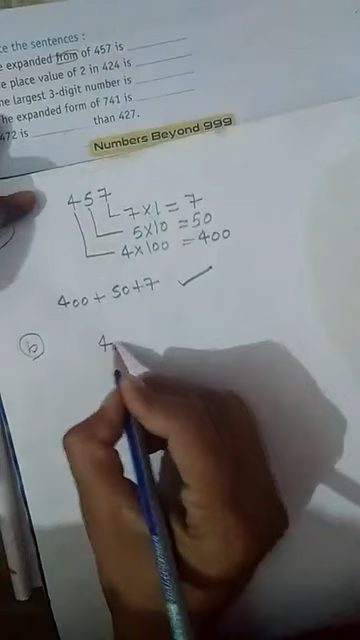 te the sentences :
e expanded from of 457 is
e place value of 2 in 424 is
he largest 3-digit number is
he expanded form of 741 is
472 is than 427.
Numbers Beyond 999
457
7×1 = 7
5×10 = 50
4×100 = 400
400 + 50 + 7
b 4